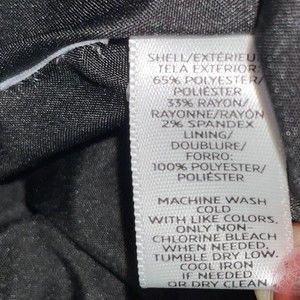 SHELL/EXTÉRIEU
TELA EXTERIOR
65% POLYESTER/
POLIÉSTER
33% RAYON/
RAYONNE/RAYÓN
2% SPANDEX
LINING/
DOUBLURE/
FORRO:
100% POLYESTER/
POLIÉSTER
MACHINE WASH
COLD
WITH LIKE COLORS,
ONLY NON-
CHLORINE BLEACH
WHEN NEEDED,
TUMBLE DRY LOW.
COOL IRON
IF NEEDED
OR DRY CLEAN